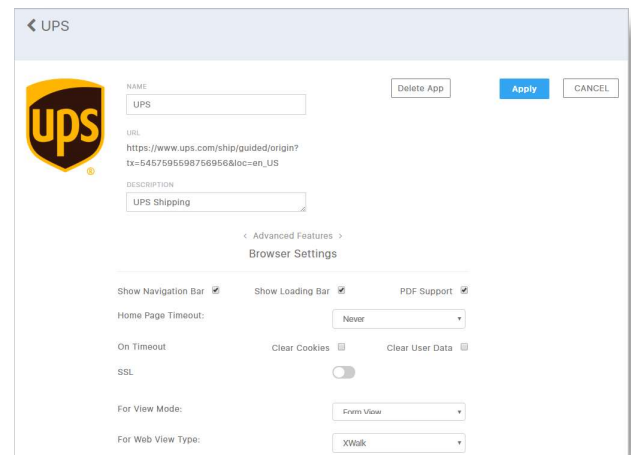 UPS
ups
®
NAME
UPS
Delete App
Apply
CANCEL
URL
https://www.ups.com/ship/guided/origin?
tx=5457595598756956&loc=en_US
DESCRIPTION
UPS Shipping
< Advanced Features >
Browser Settings
Show Navigation Bar
Show Loading Bar
PDF Support
Home Page Timeout:
Never
On Timeout
Clear Cookies
Clear User Data
SSL
For View Mode:
Form View
For Web View Type:
XWalk